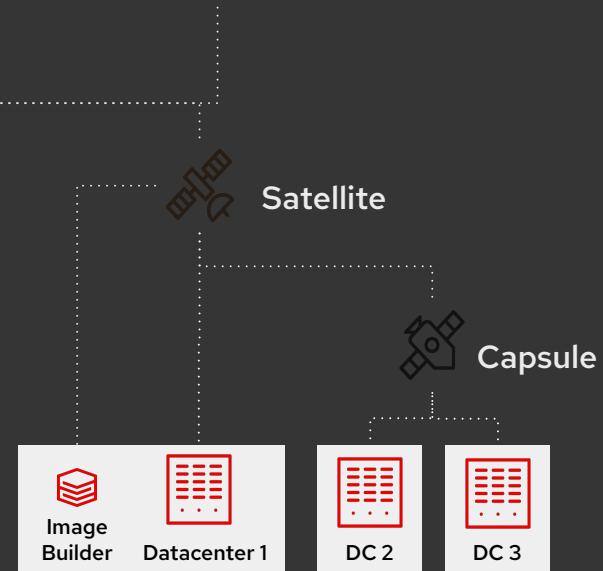 Satellite
Capsule
Image
Builder
Datacenter 1
DC 2
DC 3